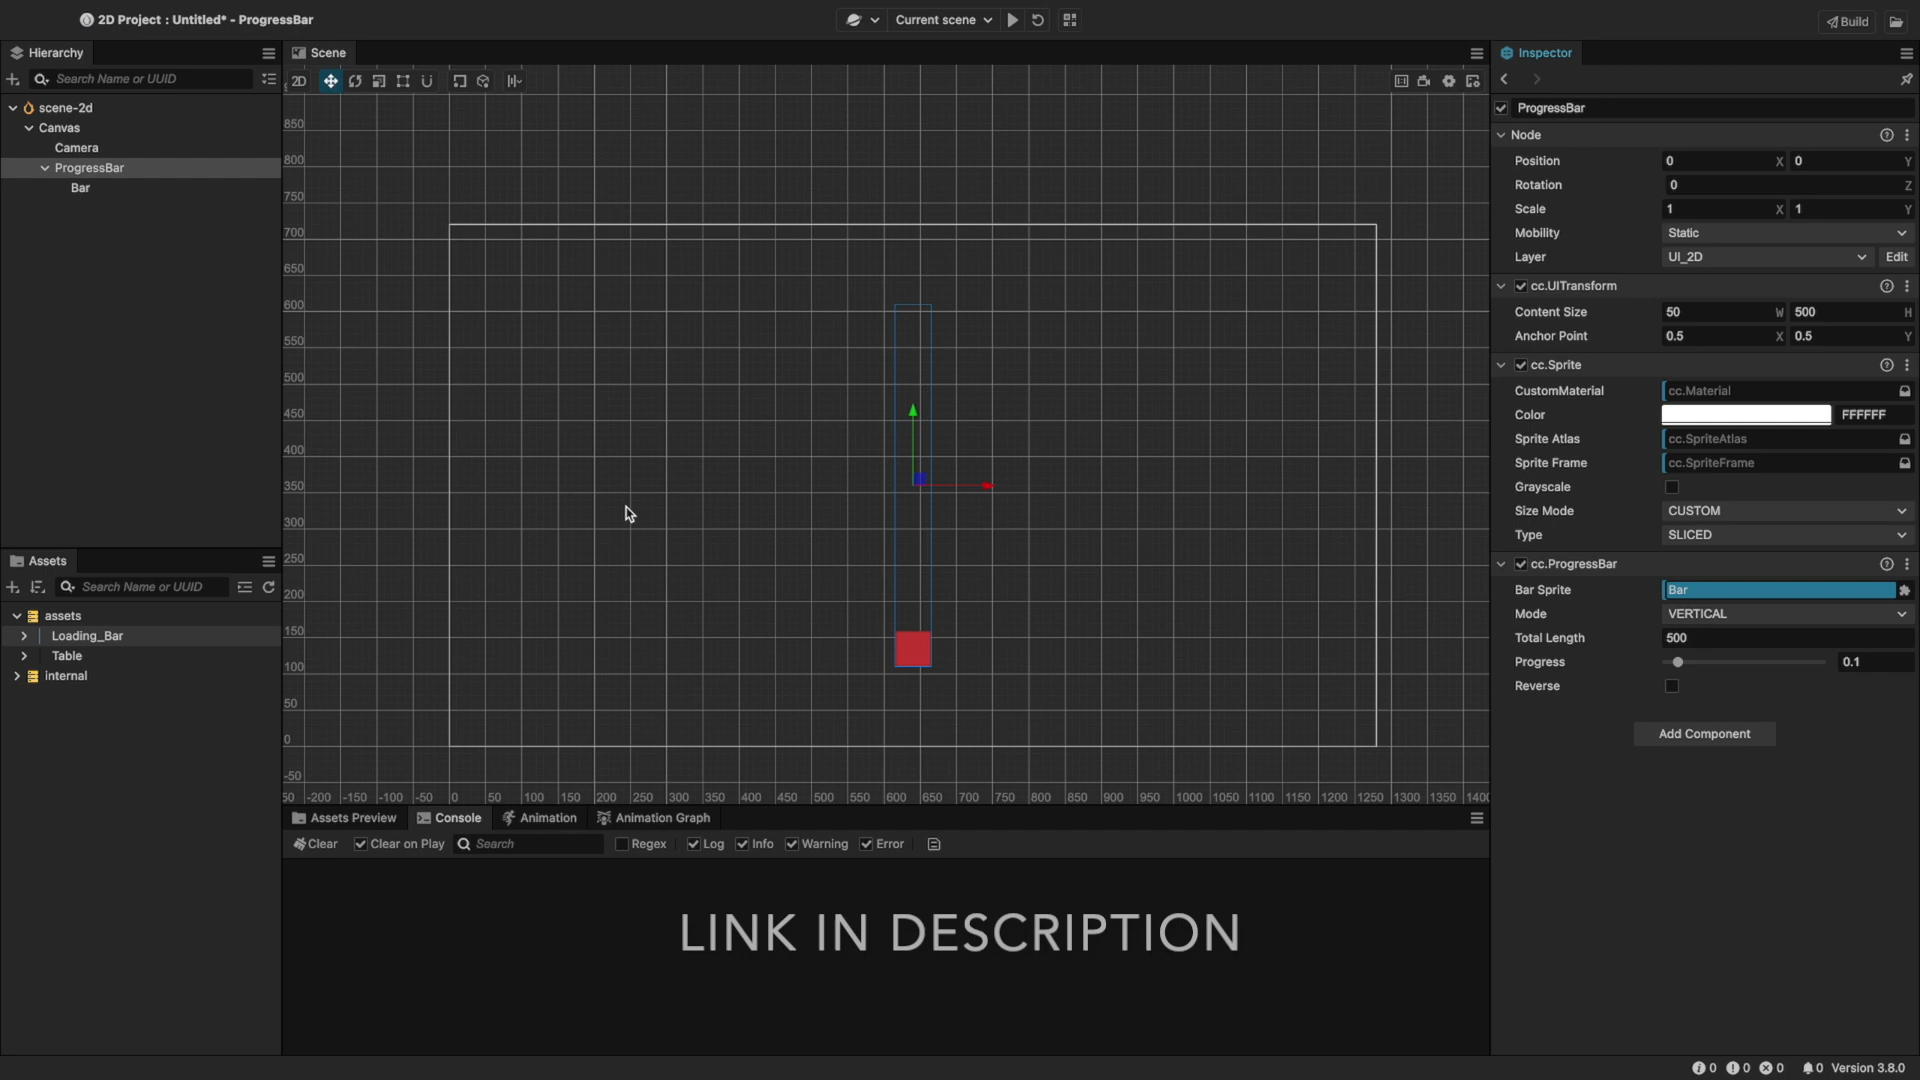 2D Project : Untitled* - ProgressBar
Current scene
Build
Hierarchy
Search Name or UUID
scene-2d
Canvas
Camera
ProgressBar
Bar
Scene
2D
850
800
750
700
650
600
550
500
450
400
350
300
250
200
150
100
50
0
-50
50 -200 -150 -100 -50 0 50 100 150 200 250 300 350 400 450 500 550 600 650 700 750 800 850 900 950 1000 1050 1100 1150 1200 1250 1300 1350 1400
Assets
Search Name or UUID
assets
Loading_Bar
Table
internal
Assets Preview Console Animation Animation Graph
Clear Clear on Play Search Regex Log Info Warning Error
LINK IN DESCRIPTION
Inspector
ProgressBar
Node
Position 0 X 0 Y
Rotation 0 Z
Scale 1 X 1 Y
Mobility Static
Layer UI_2D Edit
cc.UITransform
Content Size 50 W 500 H
Anchor Point 0.5 X 0.5 Y
cc.Sprite
CustomMaterial cc.Material
Color FFFFFF
Sprite Atlas cc.SpriteAtlas
Sprite Frame cc.SpriteFrame
Grayscale
Size Mode CUSTOM
Type SLICED
cc.ProgressBar
Bar Sprite Bar
Mode VERTICAL
Total Length 500
Progress 0.1
Reverse
Add Component
0 0 0 0 Version 3.8.0